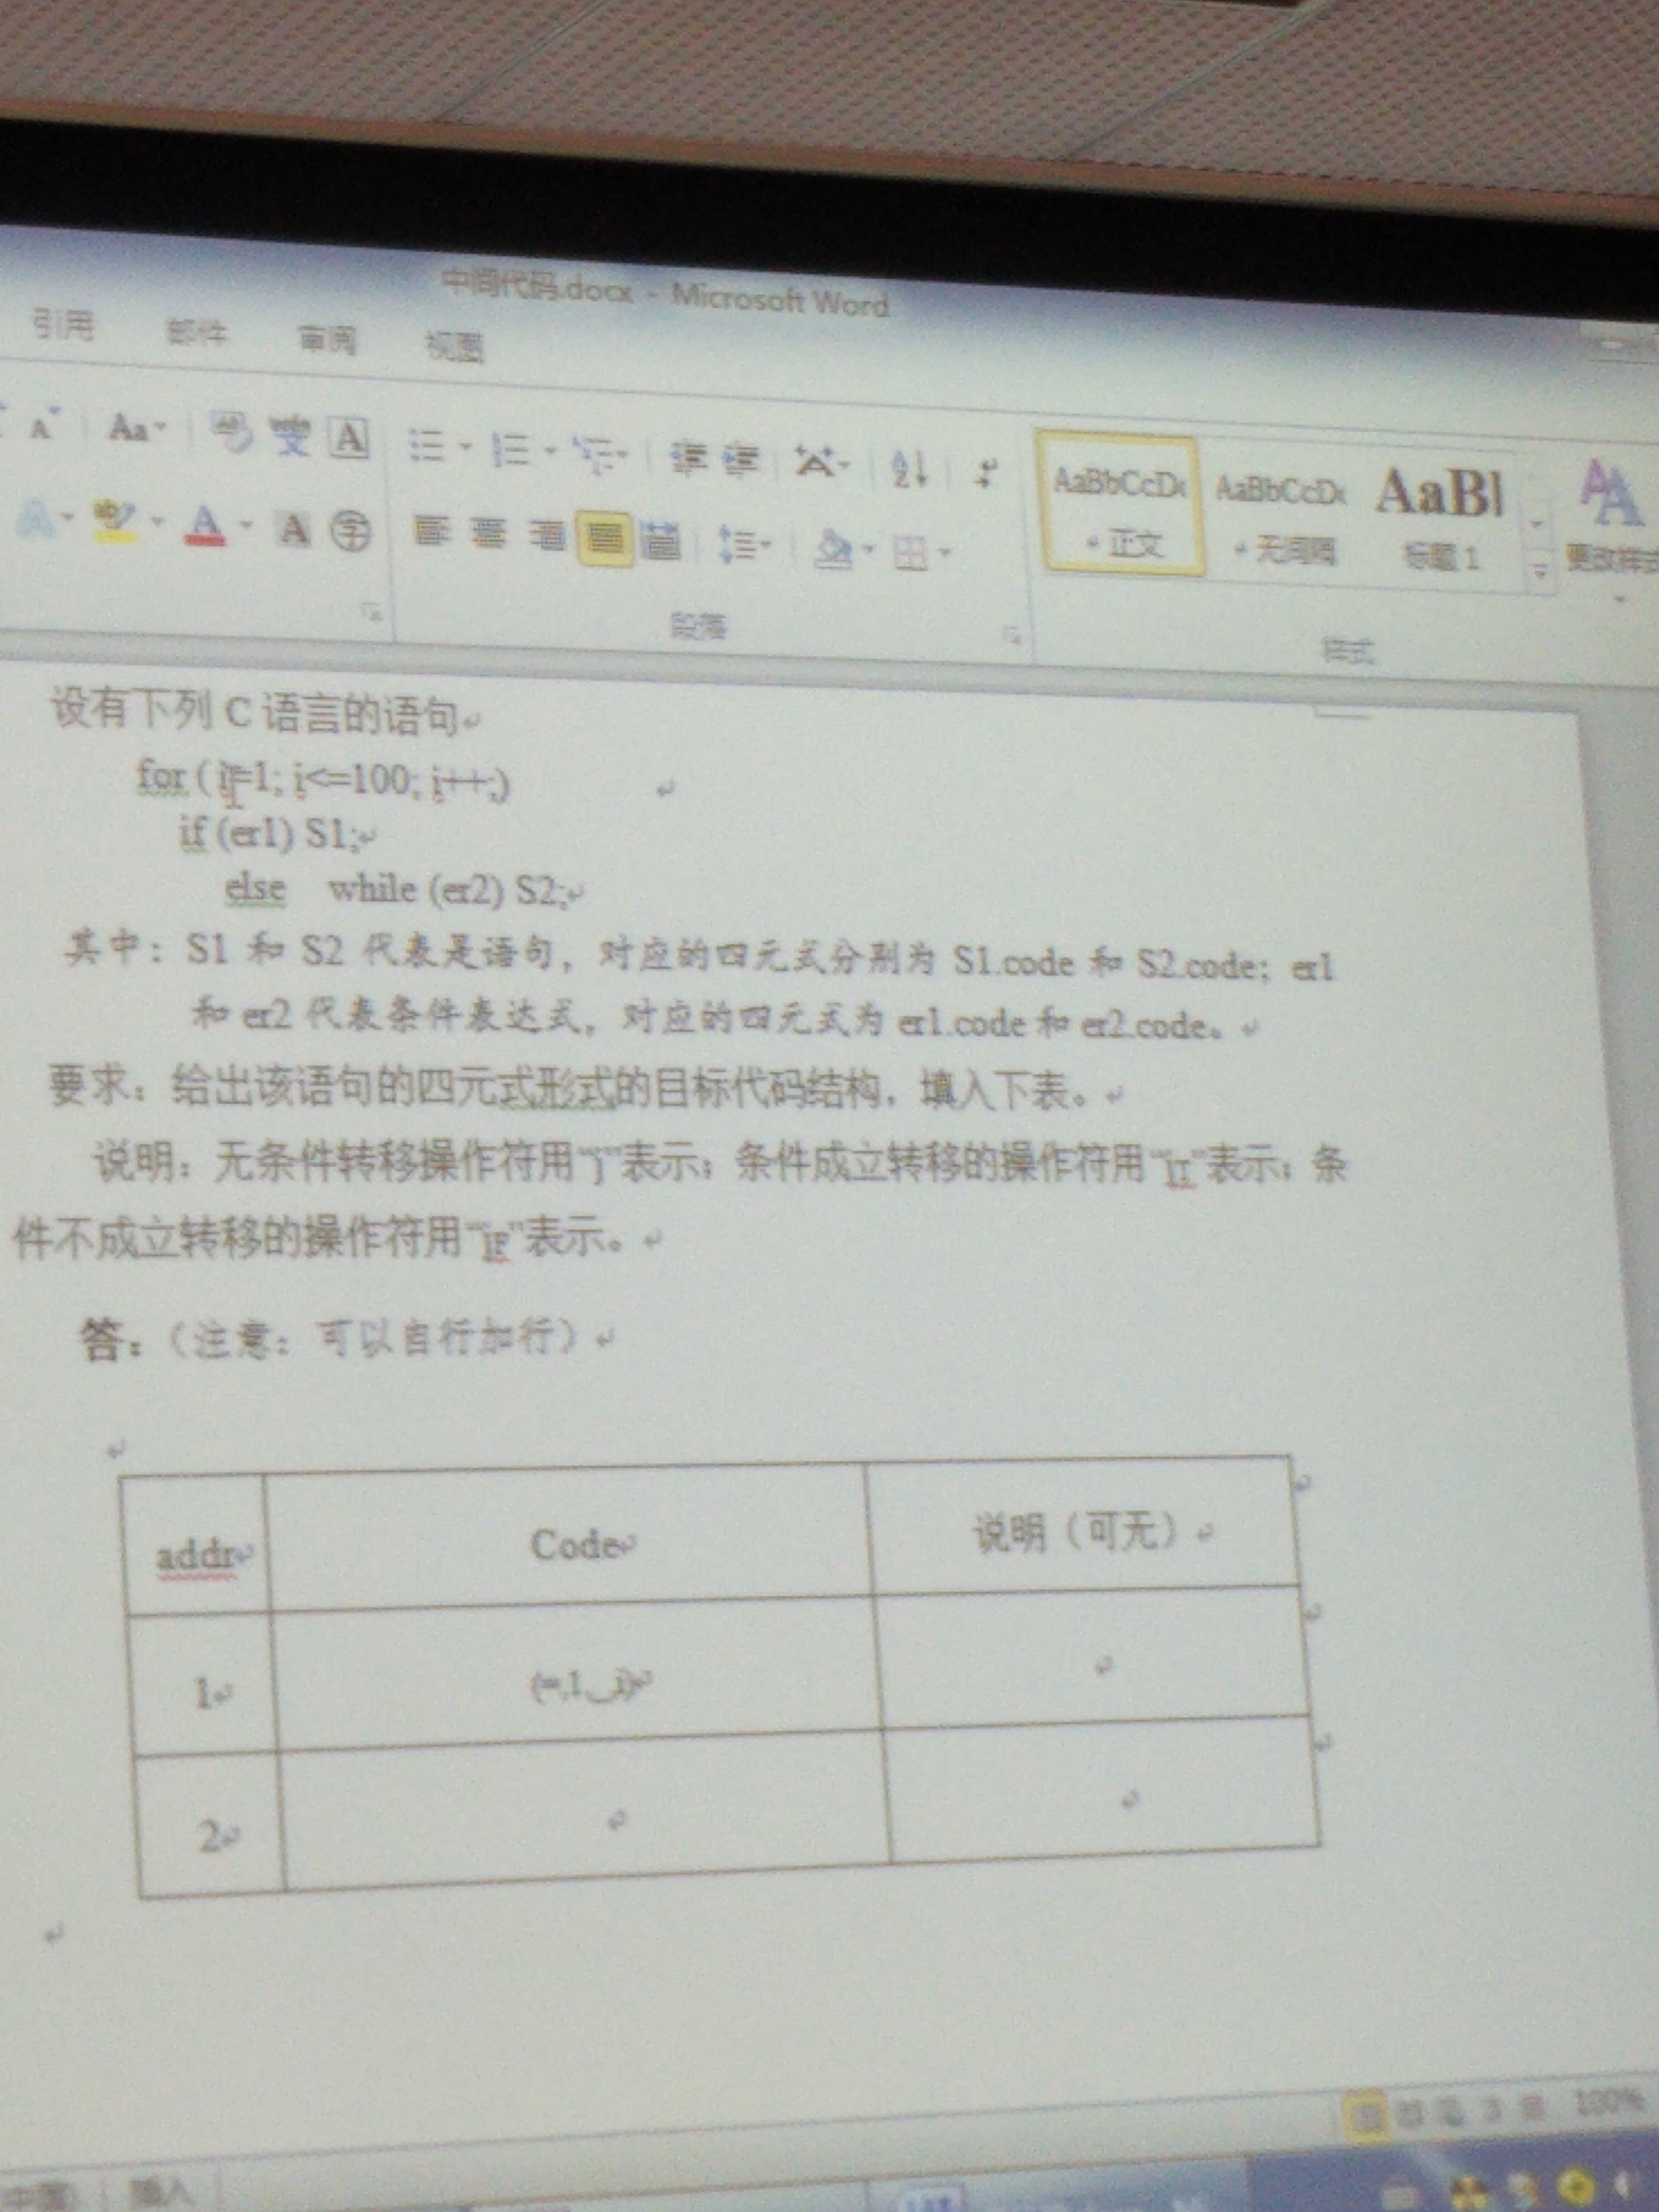 中间代码.docx - Microsoft Word
引用 邮件 审阅 视图
Aa A
AaBbCcDc AaBbCcDc AaBl
A A 字 正文 无间隔 标题 1 更改样式
段落 样式
设有下列 C 语言的语句
for ( i=1; i<=100; i++;)
if (er1) S1;
else while (er2) S2;
其中：S1 和 S2 代表是语句，对应的四元式分别为 S1.code 和 S2.code；er1
和 er2 代表条件表达式，对应的四元式为 er1.code 和 er2.code。
要求：给出该语句的四元式形式的目标代码结构，填入下表。
说明：无条件转移操作符用“j”表示；条件成立转移的操作符用“jT”表示；条
件不成立转移的操作符用“jF”表示。
答：（注意：可以自行加行）
addr Code 说明（可无）
1 (=,1,_,i)
2
100%
插入